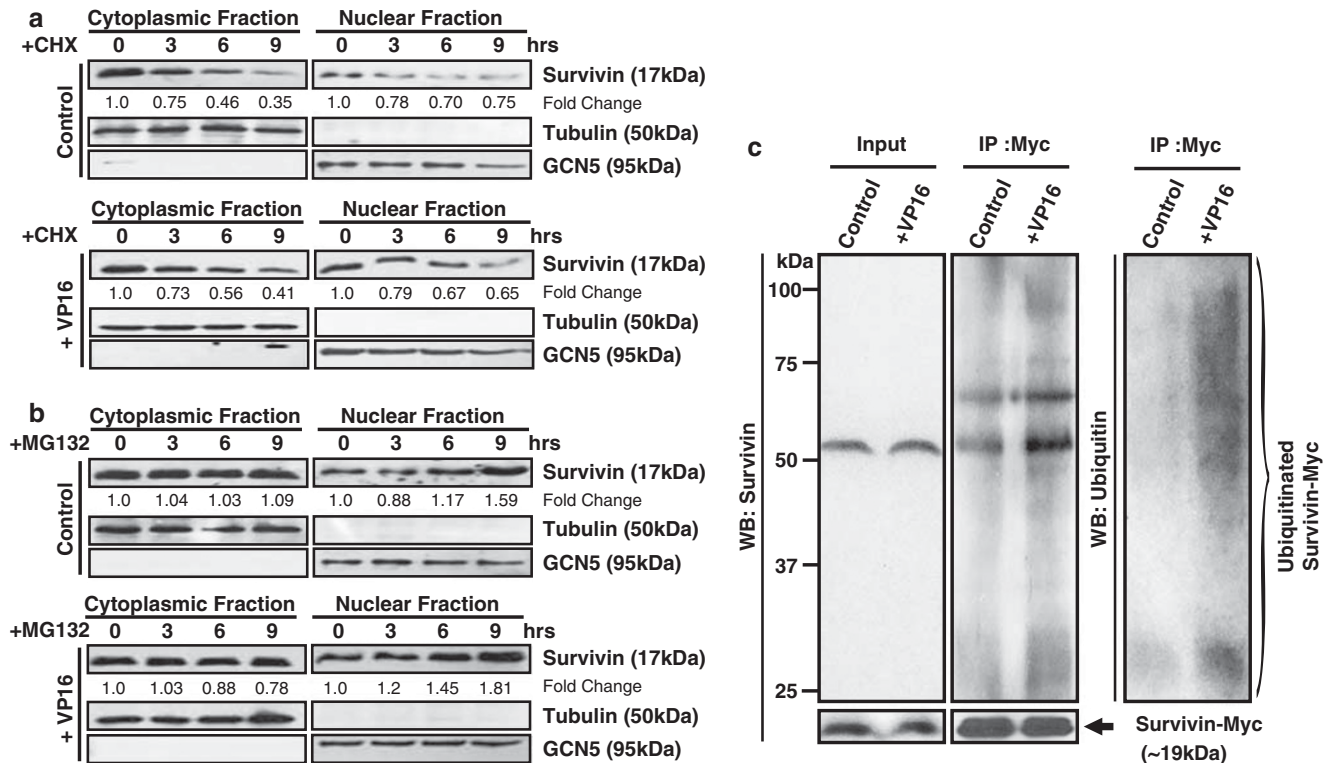 a
Cytoplasmic Fraction Nuclear Fraction
+CHX 0 3 6 9 0 3 6 9 hrs
Control
Survivin (17kDa)
1.0 0.75 0.46 0.35 1.0 0.78 0.70 0.75 Fold Change
Tubulin (50kDa)
GCN5 (95kDa)
Cytoplasmic Fraction Nuclear Fraction
+CHX 0 3 6 9 0 3 6 9 hrs
+ VP16
Survivin (17kDa)
1.0 0.73 0.56 0.41 1.0 0.79 0.67 0.65 Fold Change
Tubulin (50kDa)
GCN5 (95kDa)
b
Cytoplasmic Fraction Nuclear Fraction
+MG132 0 3 6 9 0 3 6 9 hrs
Control
Survivin (17kDa)
1.0 1.04 1.03 1.09 1.0 0.88 1.17 1.59 Fold Change
Tubulin (50kDa)
GCN5 (95kDa)
Cytoplasmic Fraction Nuclear Fraction
+MG132 0 3 6 9 0 3 6 9 hrs
+ VP16
Survivin (17kDa)
1.0 1.03 0.88 0.78 1.0 1.2 1.45 1.81 Fold Change
Tubulin (50kDa)
GCN5 (95kDa)
c
Input IP :Myc IP :Myc
Control +VP16 Control +VP16 Control +VP16
kDa
100
75
50
37
25
WB: Survivin
WB: Ubiquitin
Ubiquitinated
Survivin-Myc
Survivin-Myc
(~19kDa)